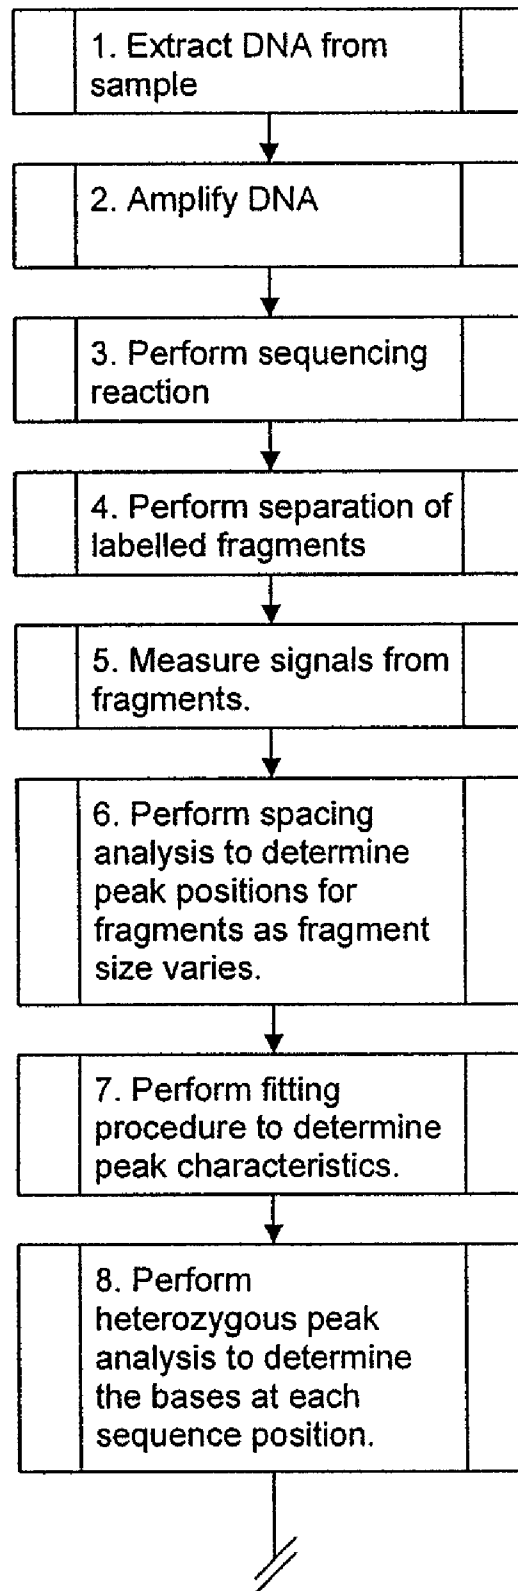 1. Extract DNA from
sample
2. Amplify DNA
3. Perform sequencing
reaction
4. Perform separation of
labelled fragments
5. Measure signals from
fragments.
6. Perform spacing
analysis to determine
peak positions for
fragments as fragment
size varies.
7. Perform fitting
procedure to determine
peak characteristics.
8. Perform
heterozygous peak
analysis to determine
the bases at each
sequence position.